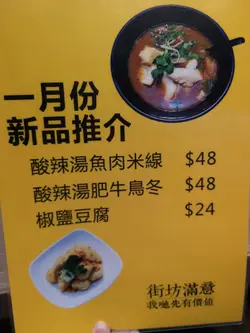 一月份
新品推介
酸辣湯魚肉米線 $48
酸辣湯肥牛烏冬 $48
椒鹽豆腐 $24
街坊滿意
我哋先有價值